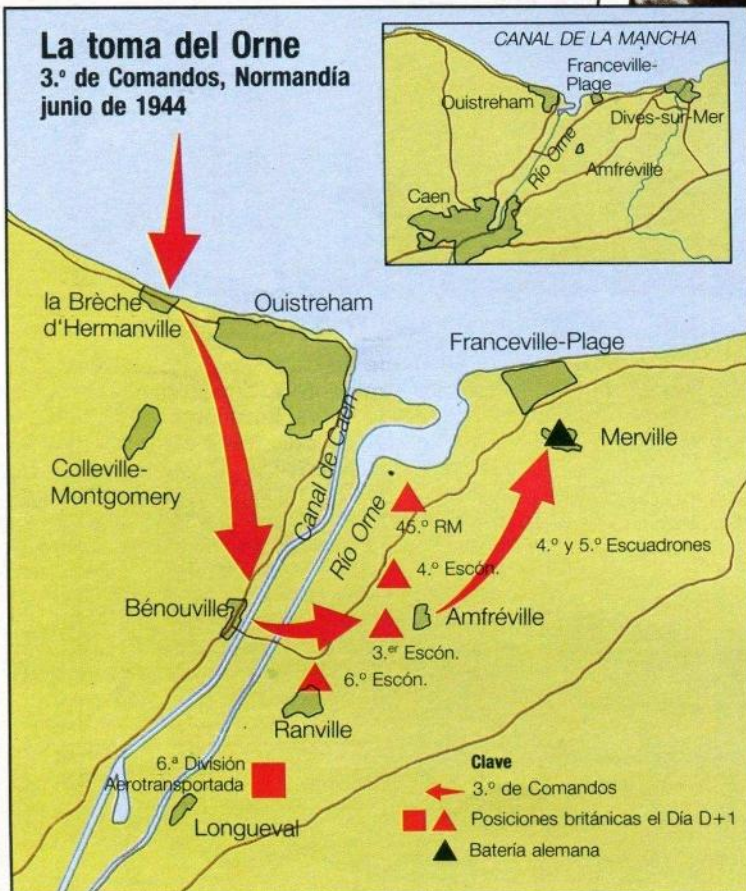 La toma del Orne
3.º de Comandos, Normandía
junio de 1944
CANAL DE LA MANCHA
Franceville-
Plage
Ouistreham
Dives-sur-Mer
Río Orne
Amfréville
Caen
la Brèche
d'Hermanville
Ouistreham
Franceville-Plage
Merville
Colleville-
Montgomery
Canal de Caen
Río Orne
45.º RM
4.º y 5.º Escuadrones
4.º Escón.
Bénouville
Amfréville
3.er Escón.
6.º Escón.
Ranville
6.ª División
Aerotransportada
Longueval
Clave
3.º de Comandos
Posiciones británicas el Día D+1
Batería alemana